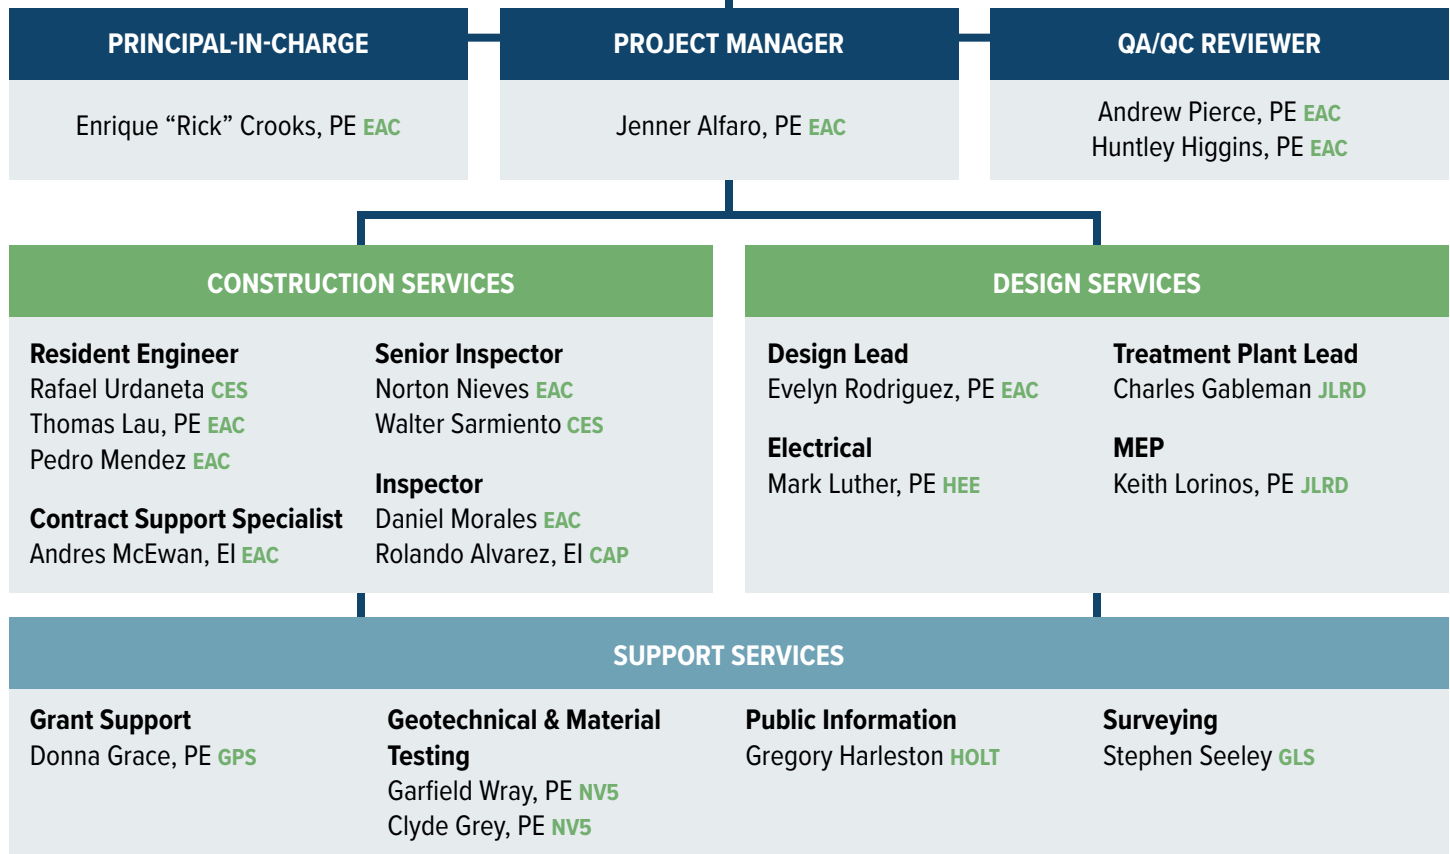 PRINCIPAL-IN-CHARGE
Enrique “Rick” Crooks, PE EAC
PROJECT MANAGER
Jenner Alfaro, PE EAC
QA/QC REVIEWER
Andrew Pierce, PE EAC
Huntley Higgins, PE EAC
CONSTRUCTION SERVICES
Resident Engineer
Rafael Urdaneta CES
Thomas Lau, PE EAC
Pedro Mendez EAC
Contract Support Specialist
Andres McEwan, EI EAC
Senior Inspector
Norton Nieves EAC
Walter Sarmiento CES
Inspector
Daniel Morales EAC
Rolando Alvarez, EI CAP
DESIGN SERVICES
Design Lead
Evelyn Rodriguez, PE EAC
Electrical
Mark Luther, PE HEE
Treatment Plant Lead
Charles Gableman JLRD
MEP
Keith Lorinos, PE JLRD
SUPPORT SERVICES
Grant Support
Donna Grace, PE GPS
Geotechnical & Material
Testing
Garfield Wray, PE NV5
Clyde Grey, PE NV5
Public Information
Gregory Harleston HOLT
Surveying
Stephen Seeley GLS